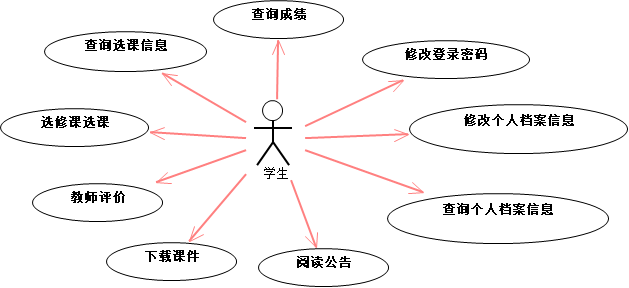 查询成绩
查询选课信息
修改登录密码
选修课选课
修改个人档案信息
学生
教师评价
查询个人档案信息
下载课件
阅读公告